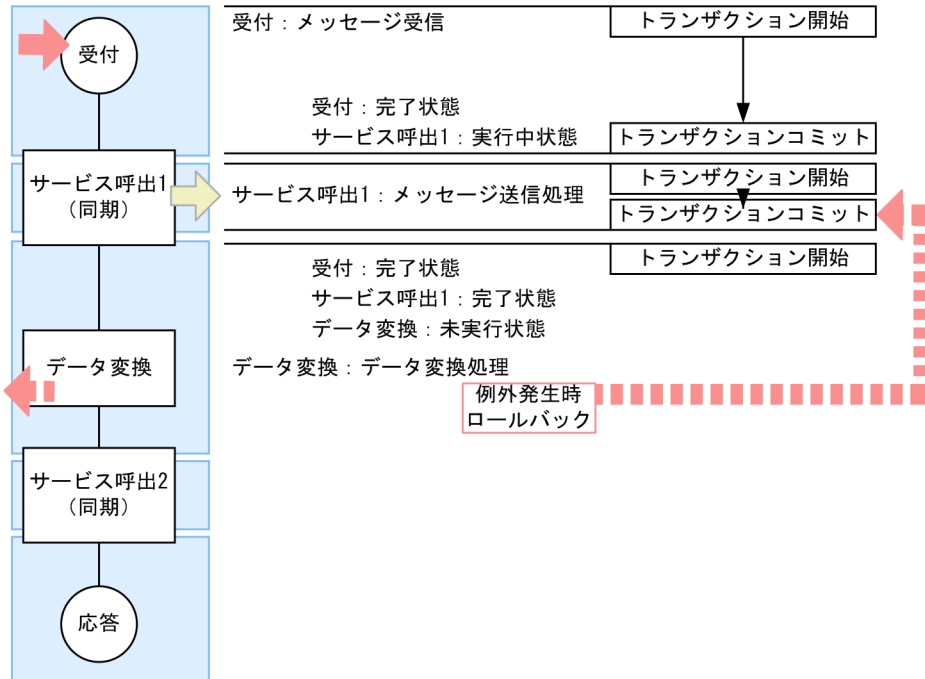 受付
受付：メッセージ受信
トランザクション開始
受付：完了状態
サービス呼出1：実行中状態
トランザクションコミット
サービス呼出1
（同期）
サービス呼出1：メッセージ送信処理
トランザクション開始
トランザクションコミット
トランザクション開始
受付：完了状態
サービス呼出1：完了状態
データ変換：未実行状態
データ変換
データ変換：データ変換処理
例外発生時
ロールバック
サービス呼出2
（同期）
応答